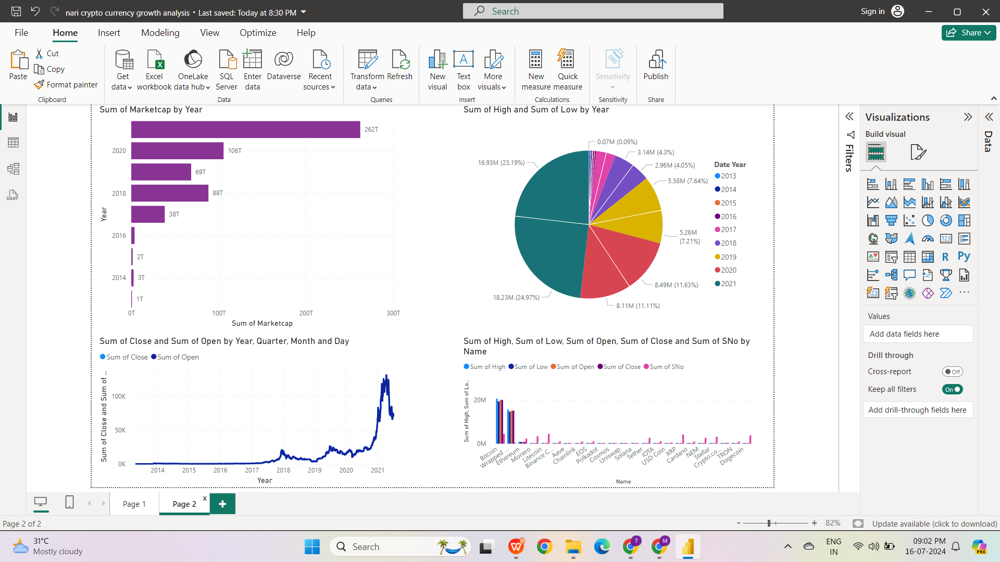 nari crypto currency growth analysis • Last saved: Today at 8:30 PM
Search
Sign in
File Home Insert Modeling View Optimize Help
Share
Paste
Cut
Copy
Format painter
Clipboard
Get data
Excel workbook
OneLake data hub
SQL Server
Enter data
Dataverse
Recent sources
Data
Transform data
Refresh
Queries
New visual
A
Text box
More visuals
Insert
New measure
Quick measure
Calculations
Sensitivity
Sensitivity
Publish
Share
DAX
Sum of Marketcap by Year
262T
2020
106T
69T
2018
88T
38T
2016
2T
2014
3T
1T
Year
0T 100T 200T 300T
Sum of Marketcap
Sum of High and Sum of Low by Year
0.07M (0.09%)
3.14M (4.3%)
2.96M (4.05%)
5.58M (7.64%)
5.26M
(7.21%)
8.49M (11.63%)
8.11M (11.11%)
18.23M (24.97%)
16.93M (23.19%)
Date Year
2013
2014
2015
2016
2017
2018
2019
2020
2021
Sum of Close and Sum of Open by Year, Quarter, Month and Day
Sum of Close Sum of Open
Sum of Close and Sum of ...
100K
50K
0K
2014 2015 2016 2017 2018 2019 2020 2021
Year
Sum of High, Sum of Low, Sum of Open, Sum of Close and Sum of SNo by
Name
Sum of High Sum of Low Sum of Open Sum of Close Sum of SNo
Sum of High, Sum of Lo...
20M
0M
Bitcoin
Wrapped ...
Ethereum
Monero
Litecoin
Binance C...
Aave
Chainlink
EOS
Polkadot
Cosmos
Uniswap
Solana
Tether
IOTA
USD Coin
XRP
Cardano
NEM
Stellar
Crypto.co...
TRON
Dogecoin
Name
Filters
Visualizations
Build visual
123
R
Py
123
...
Values
Add data fields here
Drill through
Cross-report
Off
Keep all filters
On
Add drill-through fields here
Data
Page 1
Page 2
x
+
Page 2 of 2
- + 82%
Update available (click to download)
31°C
Mostly cloudy
Search
W
T
M
ENG
IN
09:02 PM
16-07-2024
PRE